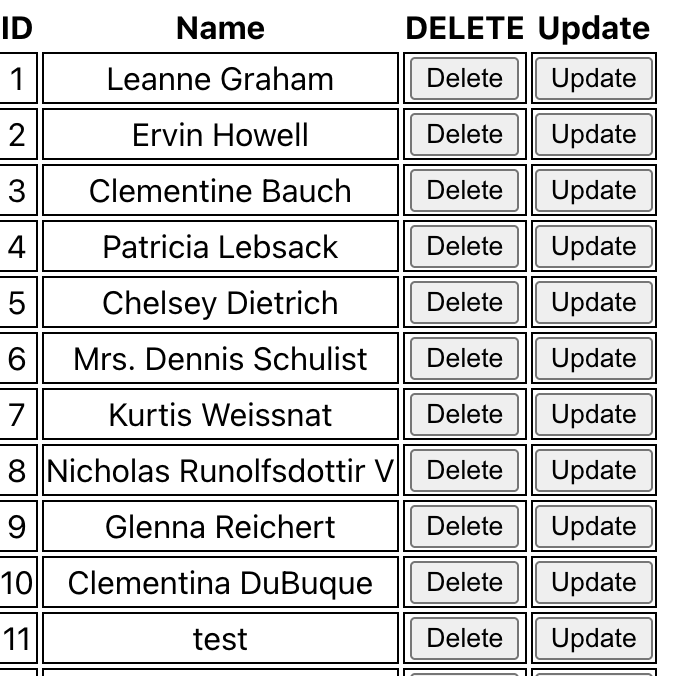 ID Name DELETE Update
1 Leanne Graham Delete Update
2 Ervin Howell Delete Update
3 Clementine Bauch Delete Update
4 Patricia Lebsack Delete Update
5 Chelsey Dietrich Delete Update
6 Mrs. Dennis Schulist Delete Update
7 Kurtis Weissnat Delete Update
8 Nicholas Runolfsdottir V Delete Update
9 Glenna Reichert Delete Update
10 Clementina DuBuque Delete Update
11 test Delete Update